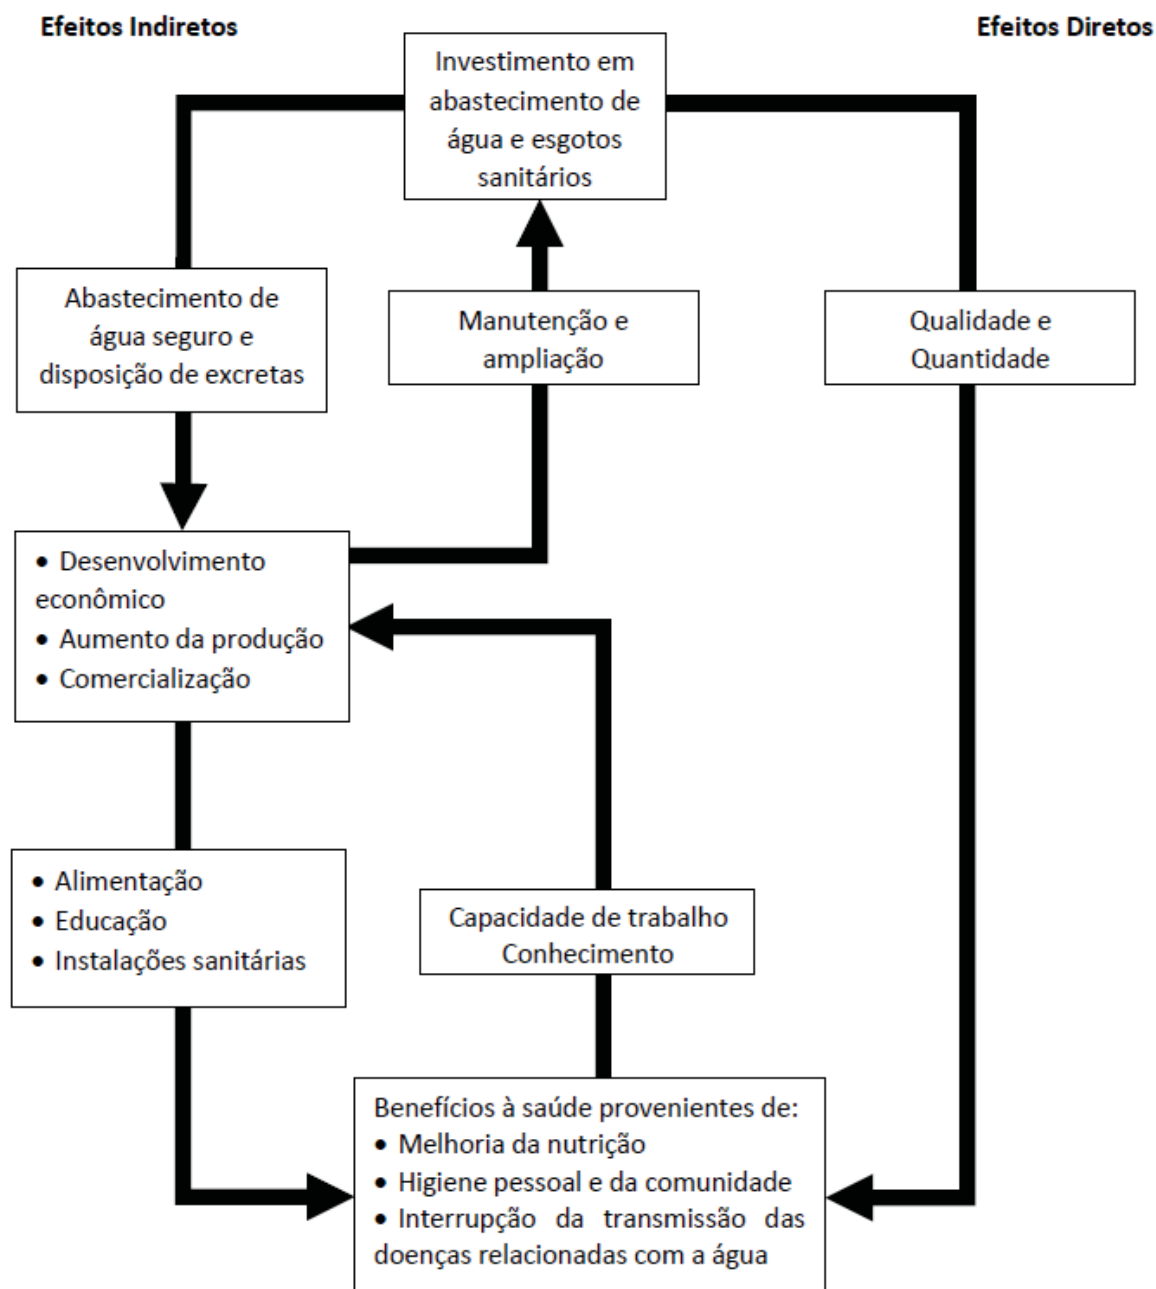 Efeitos Indiretos
Efeitos Diretos
Investimento em
abastecimento de
água e esgotos
sanitários
Abastecimento de
água seguro e
disposição de excretas
Manutenção e
ampliação
Qualidade e
Quantidade
• Desenvolvimento
econômico
• Aumento da produção
• Comercialização
• Alimentação
• Educação
• Instalações sanitárias
Capacidade de trabalho
Conhecimento
Benefícios à saúde provenientes de:
• Melhoria da nutrição
• Higiene pessoal e da comunidade
• Interrupção da transmissão das
doenças relacionadas com a água